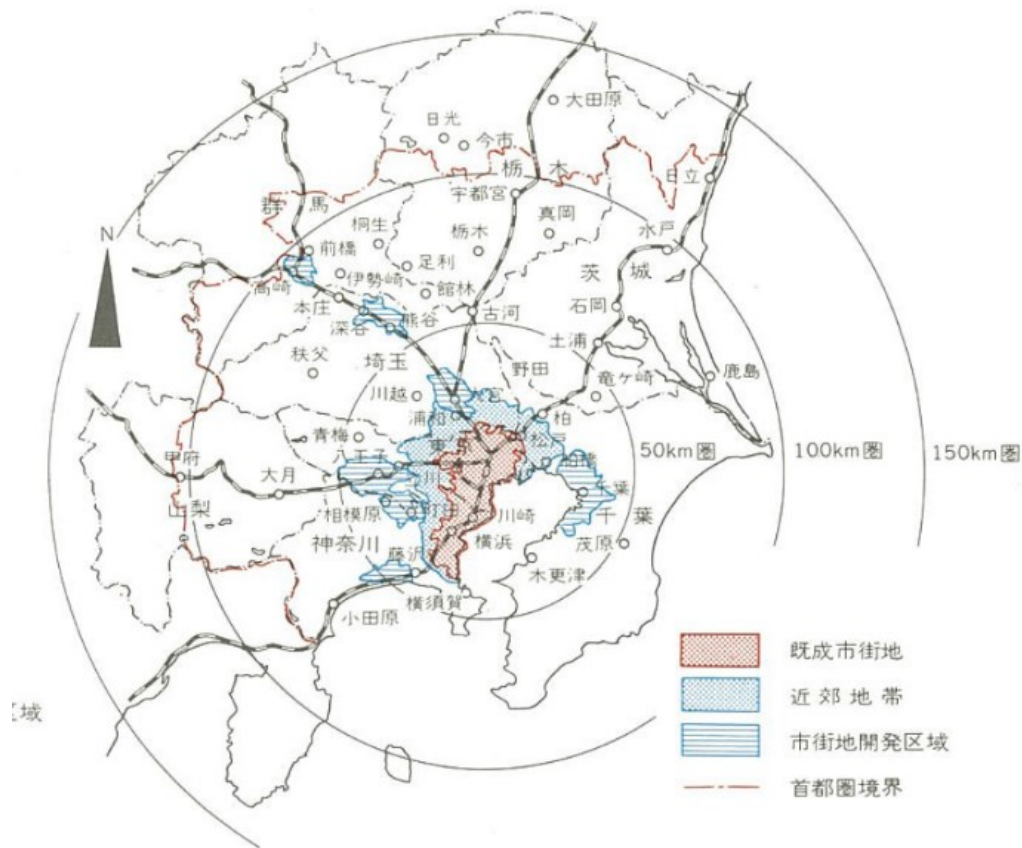 大田原
日光
今市
栃木
日立
宇都宮
群馬
真岡
水戸
N
桐生
栃木
前橋
足利
茨城
伊勢崎
高崎
館林
石岡
本庄
古河
深谷
熊谷
土浦
秩父
埼玉
野田
鹿島
竜ヶ崎
川越
大宮
浦和
柏
青梅
松戸
八王子
船橋
50km圏
100km圏
150km圏
甲府
大月
千葉
山梨
相模原
町田
川崎
千葉
神奈川
横浜
茂原
藤沢
木更津
横須賀
小田原
既成市街地
近郊地帯
区域
市街地開発区域
首都圏境界